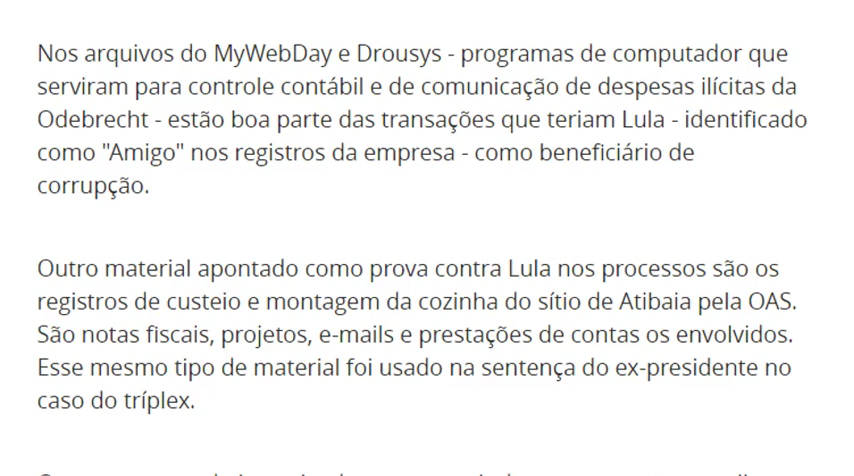 Nos arquivos do MyWebDay e Drousys - programas de computador que
serviram para controle contábil e de comunicação de despesas ilícitas da
Odebrecht - estão boa parte das transações que teriam Lula - identificado
como "Amigo" nos registros da empresa - como beneficiário de
corrupção.
Outro material apontado como prova contra Lula nos processos são os
registros de custeio e montagem da cozinha do sítio de Atibaia pela OAS.
São notas fiscais, projetos, e-mails e prestações de contas os envolvidos.
Esse mesmo tipo de material foi usado na sentença do ex-presidente no
caso do tríplex.